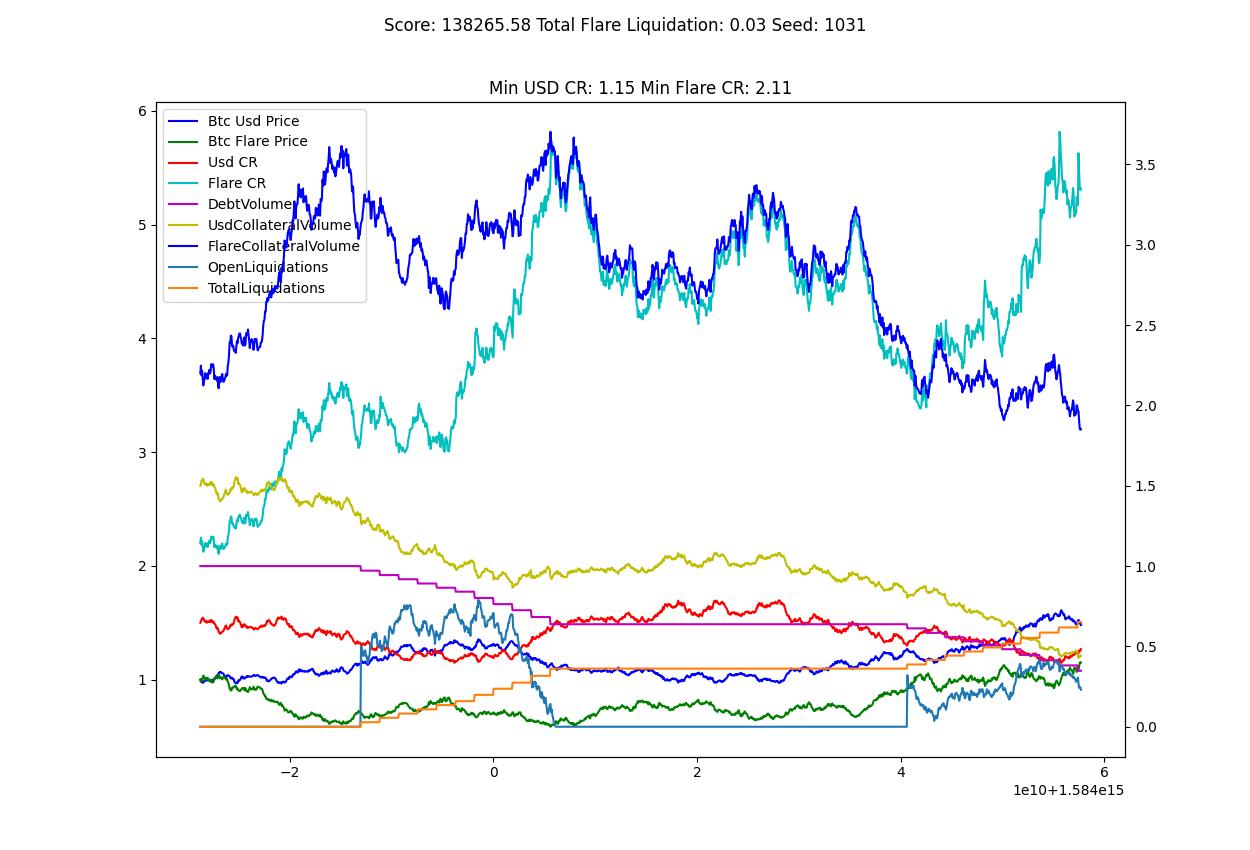 Score: 138265.58 Total Flare Liquidation: 0.03 Seed: 1031
Min USD CR: 1.15 Min Flare CR: 2.11
Btc Usd Price
Btc Flare Price
Usd CR
Flare CR
DebtVolume
UsdCollateralVolume
FlareCollateralVolume
OpenLiquidations
TotalLiquidations
6
5
4
3
2
1
3.5
3.0
2.5
2.0
1.5
1.0
0.5
0.0
−2
0
2
4
6
1e10+1.584e15